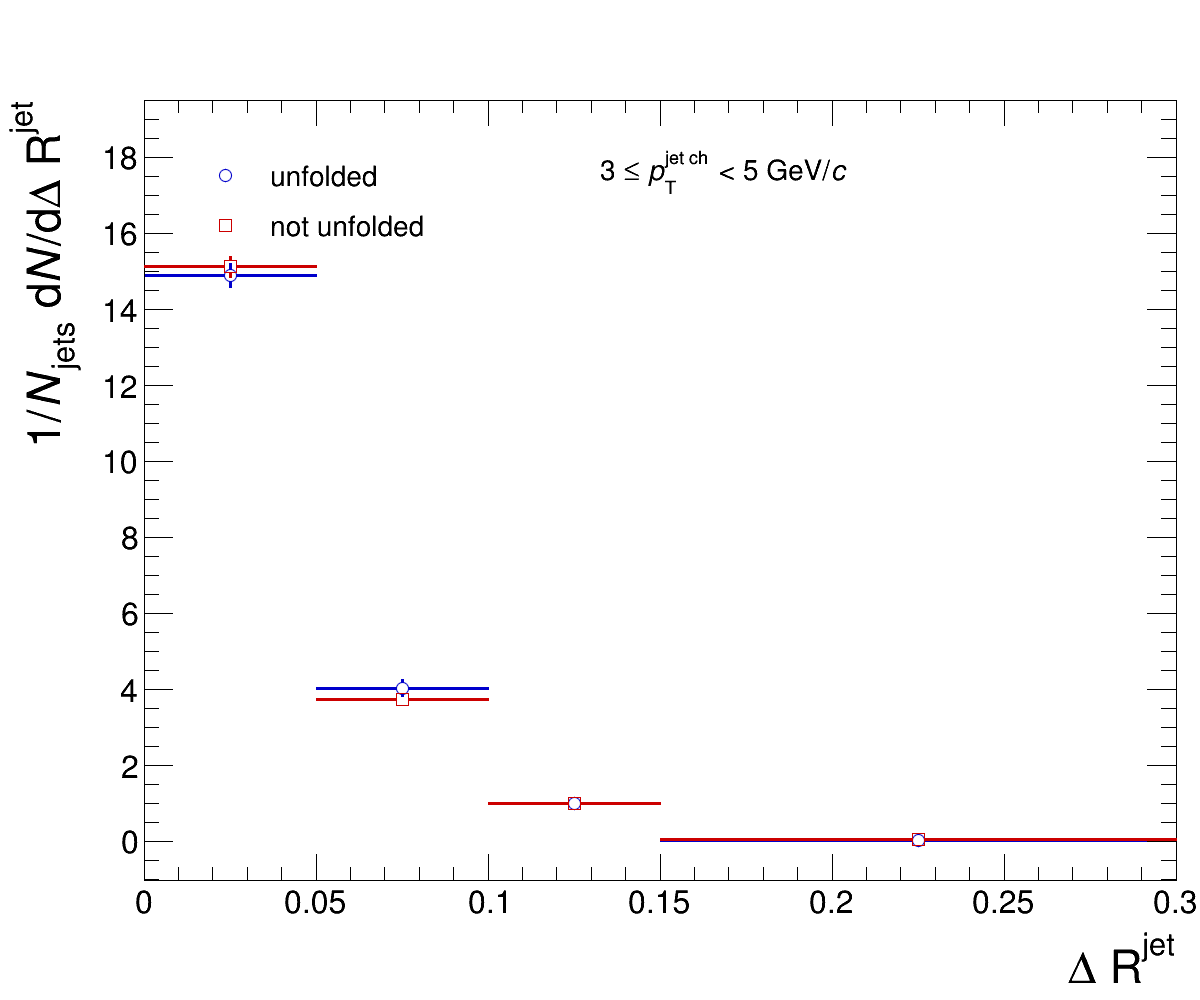 1/N_jets dN/dΔ R^jet
18
16
14
12
10
8
6
4
2
0
unfolded
not unfolded
3 ≤ p_T^jet ch < 5 GeV/c
0 0.05 0.1 0.15 0.2 0.25 0.3
Δ R^jet